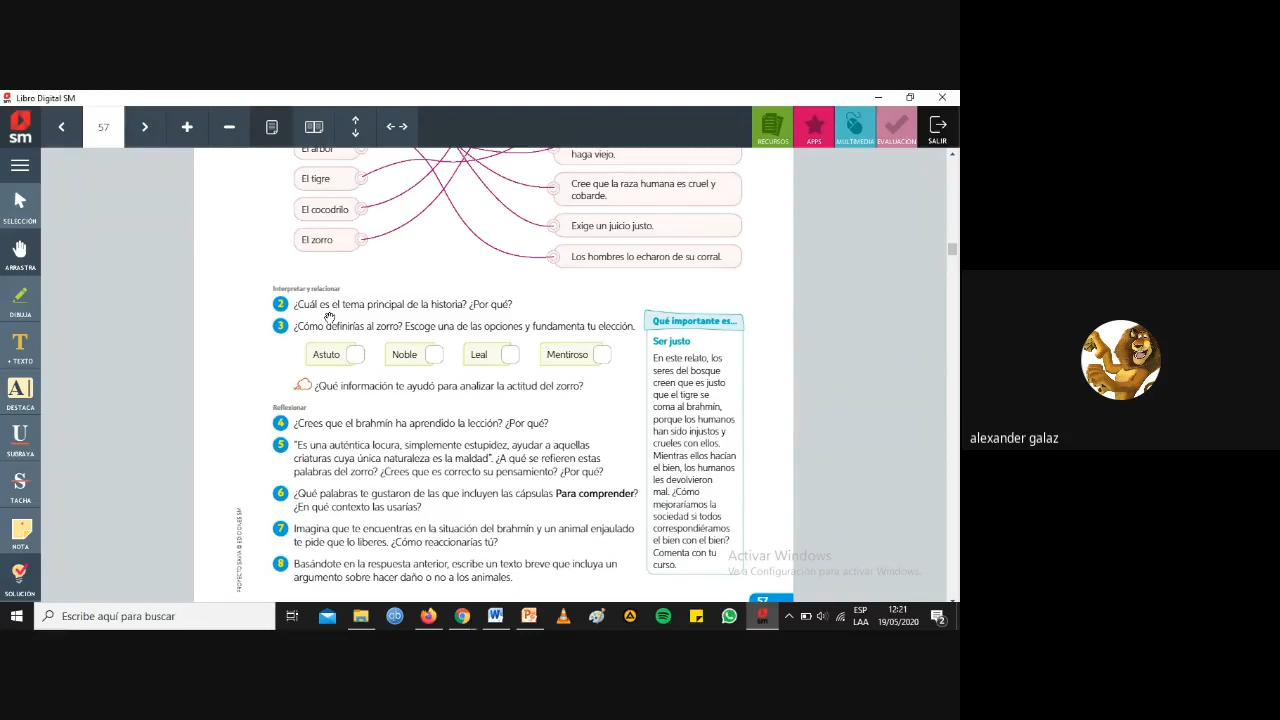 Libro Digital SM
sm
57
RECURSOS
APPS
MULTIMEDIA
EVALUACIÓN
SALIR
SELECCIÓN
ARRASTRA
DIBUJA
+ TEXTO
DESTACA
SUBRAYA
TACHA
NOTA
SOLUCIÓN
El árbol
El tigre
El cocodrilo
El zorro
haga viejo.
Cree que la raza humana es cruel y
cobarde.
Exige un juicio justo.
Los hombres lo echaron de su corral.
Interpretar y relacionar
2 ¿Cuál es el tema principal de la historia? ¿Por qué?
3 ¿Cómo definirías al zorro? Escoge una de las opciones y fundamenta tu elección.
Astuto
Noble
Leal
Mentiroso
¿Qué información te ayudó para analizar la actitud del zorro?
Reflexionar
4 ¿Crees que el brahmín ha aprendido la lección? ¿Por qué?
5 "Es una auténtica locura, simplemente estupidez, ayudar a aquellas
criaturas cuya única naturaleza es la maldad". ¿A qué se refieren estas
palabras del zorro? ¿Crees que es correcto su pensamiento? ¿Por qué?
6 ¿Qué palabras te gustaron de las que incluyen las cápsulas Para comprender?
¿En qué contexto las usarías?
7 Imagina que te encuentras en la situación del brahmín y un animal enjaulado
te pide que lo liberes. ¿Cómo reaccionarías tú?
8 Basándote en la respuesta anterior, escribe un texto breve que incluya un
argumento sobre hacer daño o no a los animales.
Qué importante es...
Ser justo
En este relato, los
seres del bosque
creen que es justo
que el tigre se
coma al brahmín,
porque los humanos
han sido injustos y
crueles con ellos.
Mientras ellos hacían
el bien, los humanos
les devolvieron
mal. ¿Cómo
mejoraríamos la
sociedad si todos
correspondiéramos
el bien con el bien?
Comenta con tu
curso.
PROYECTO SAVIA © EDICIONES SM
57
Activar Windows
Ve a Configuración para activar Windows.
Escribe aquí para buscar
ESP
LAA
12:21
19/05/2020
2
alexander galaz